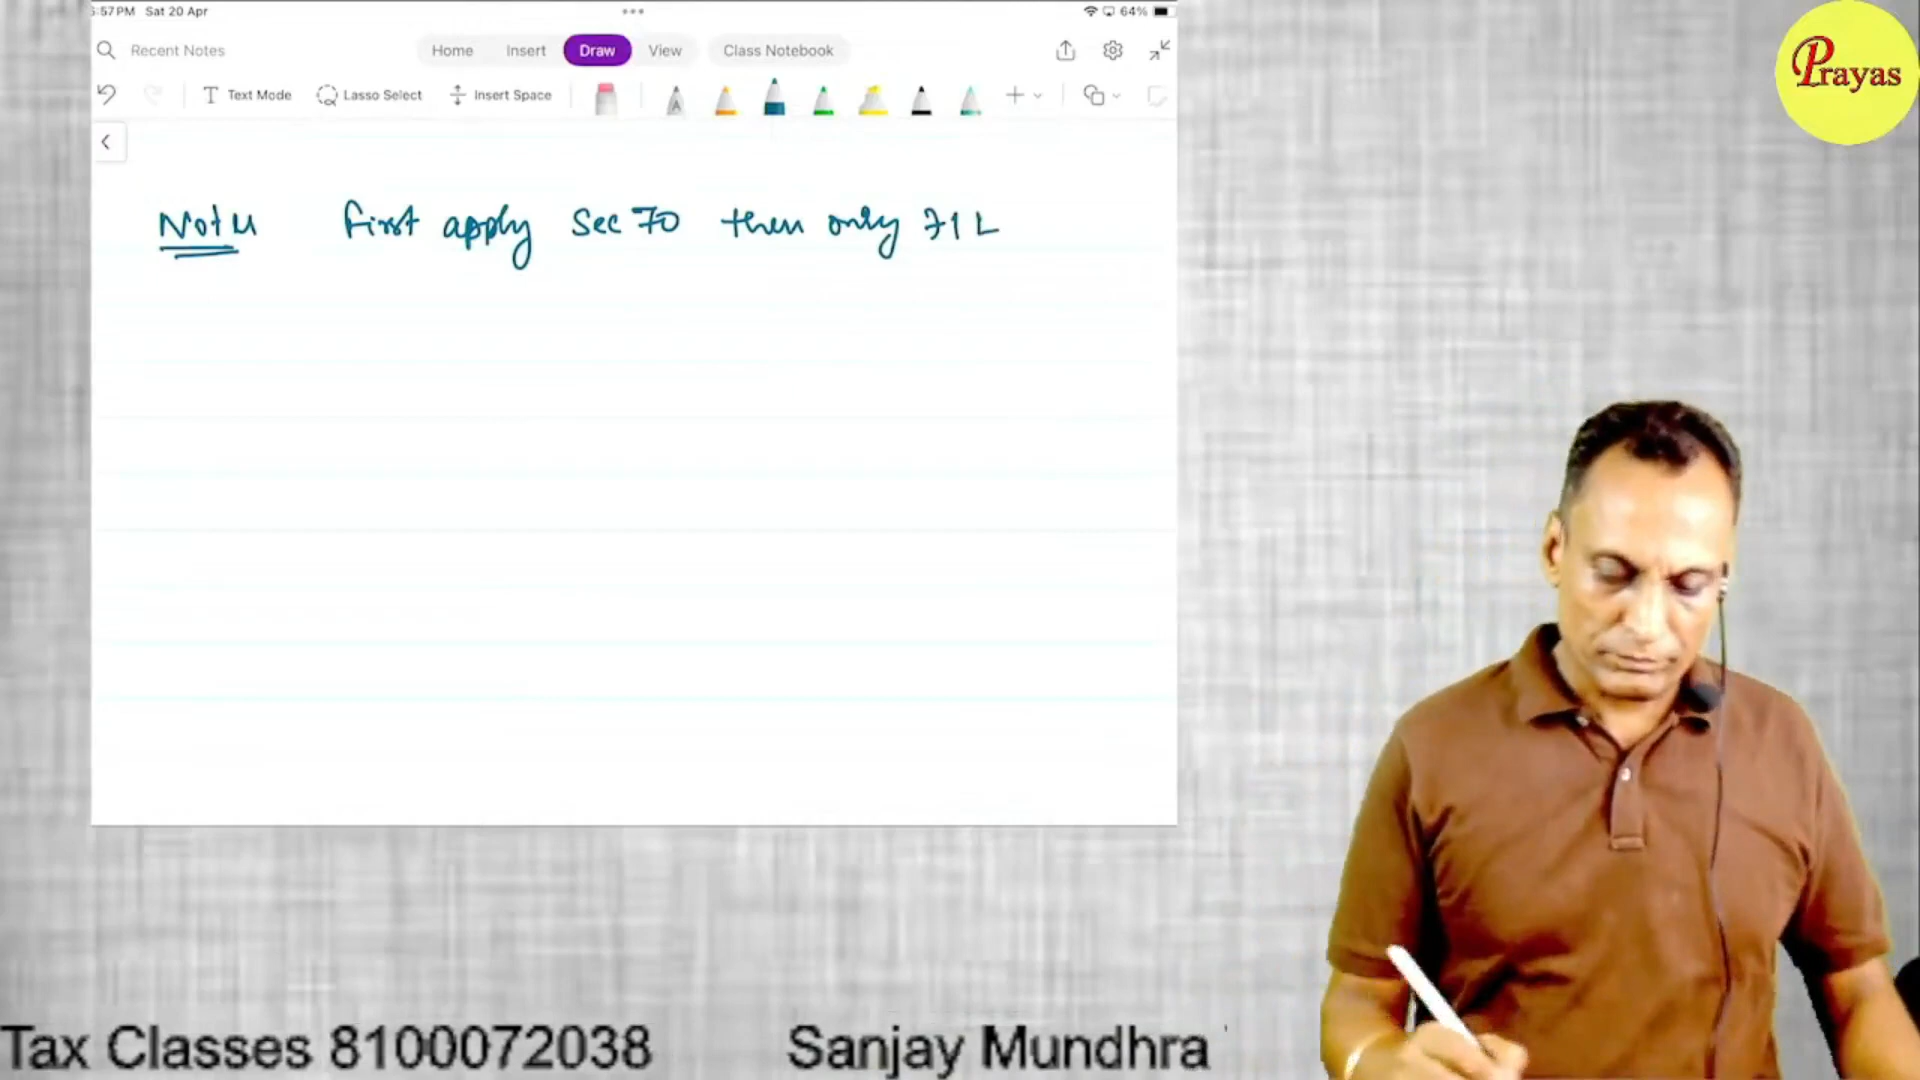 :57 PM Sat 20 Apr
64%
Prayas
Recent Notes
Home Insert Draw View Class Notebook
Text Mode Lasso Select Insert Space
Note First apply Sec 70 then only 71 L
Tax Classes 8100072038 Sanjay Mundhra